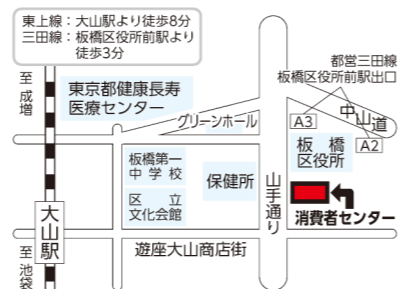 東上線：大山駅より徒歩8分
三田線：板橋区役所前駅より
徒歩3分
都営三田線
板橋区役所前駅出口
至成増
東京都健康長寿
医療センター
グリーンホール
中山道
A3
A2
板橋
区役所
板橋第一
中学校
保健所
山手通り
区立
文化会館
消費者センター
大山駅
遊座大山商店街
至池袋